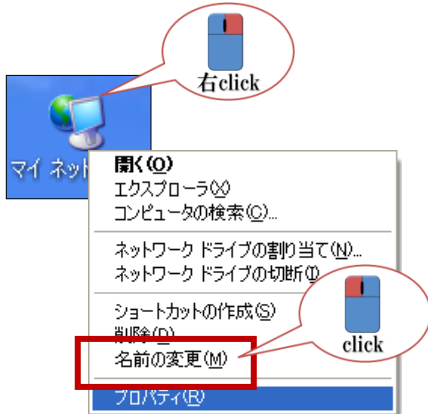 右click
マイ ネット
開く(O)
エクスプローラ(X)
コンピュータの検索(C)...
ネットワーク ドライブの割り当て(N)...
ネットワーク ドライブの切断(
ショートカットの作成(S)
削除(D)
click
名前の変更(M)
プロパティ(R)